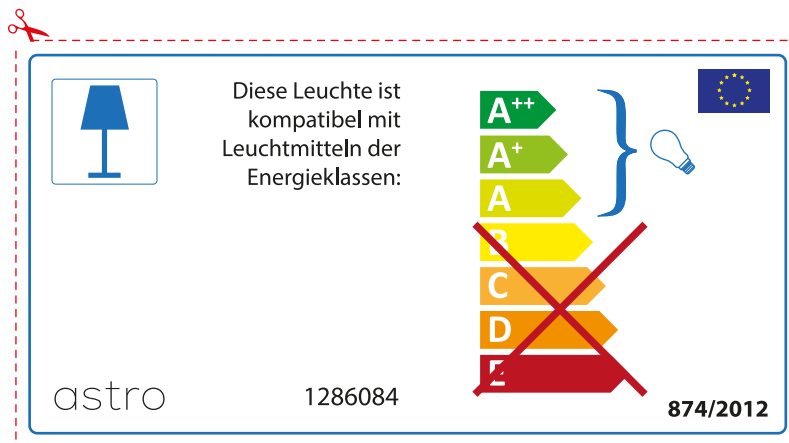 Diese Leuchte ist
kompatibel mit
Leuchtmitteln der
Energieklassen:
A++
A+
A
B
C
D
E
astro
1286084
874/2012